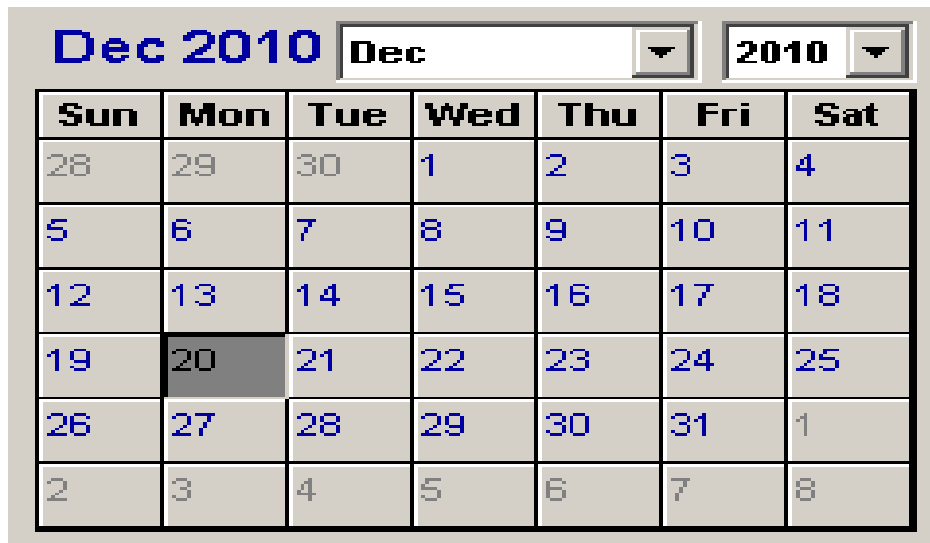 Dec 2010 Dec 2010
Sun Mon Tue Wed Thu Fri Sat
28 29 30 1 2 3 4
5 6 7 8 9 10 11
12 13 14 15 16 17 18
19 20 21 22 23 24 25
26 27 28 29 30 31 1
2 3 4 5 6 7 8